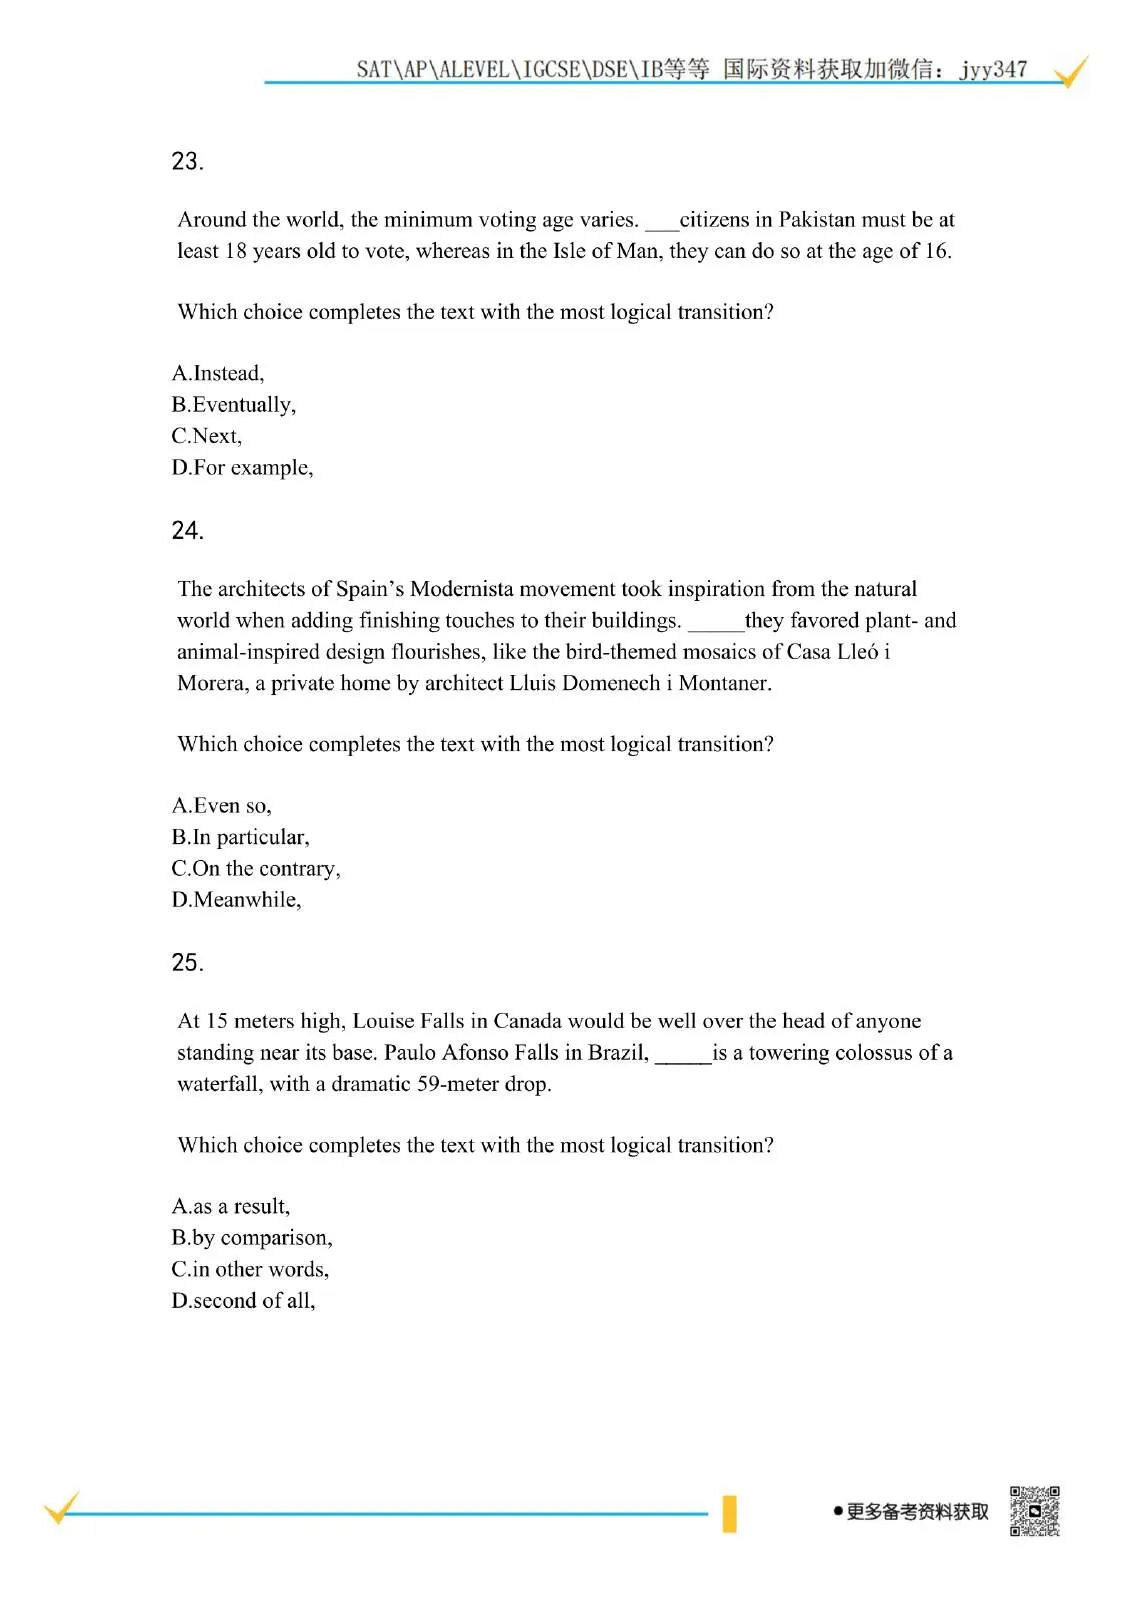 SAT\AP\ALEVEL\IGCSE\DSE\IB等等 国际资料获取加微信：jyy347
23.
Around the world, the minimum voting age varies. ___citizens in Pakistan must be at
least 18 years old to vote, whereas in the Isle of Man, they can do so at the age of 16.
Which choice completes the text with the most logical transition?
A.Instead,
B.Eventually,
C.Next,
D.For example,
24.
The architects of Spain’s Modernista movement took inspiration from the natural
world when adding finishing touches to their buildings. _____they favored plant- and
animal-inspired design flourishes, like the bird-themed mosaics of Casa Lleó i
Morera, a private home by architect Lluis Domenech i Montaner.
Which choice completes the text with the most logical transition?
A.Even so,
B.In particular,
C.On the contrary,
D.Meanwhile,
25.
At 15 meters high, Louise Falls in Canada would be well over the head of anyone
standing near its base. Paulo Afonso Falls in Brazil, _____is a towering colossus of a
waterfall, with a dramatic 59-meter drop.
Which choice completes the text with the most logical transition?
A.as a result,
B.by comparison,
C.in other words,
D.second of all,
●更多备考资料获取